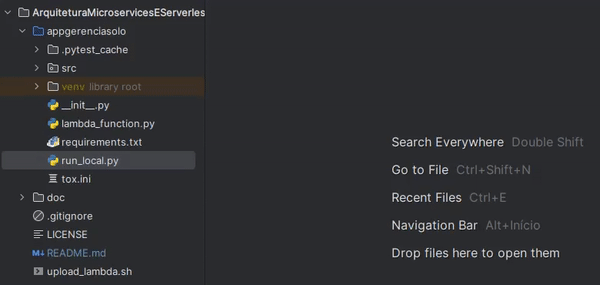 ArquiteturaMicroservicesEServerles
appgerenciasolo
.pytest_cache
src
venv library root
__init__.py
lambda_function.py
requirements.txt
run_local.py
tox.ini
doc
.gitignore
LICENSE
M↓ README.md
upload_lambda.sh
Search Everywhere Double Shift
Go to File Ctrl+Shift+N
Recent Files Ctrl+E
Navigation Bar Alt+Início
Drop files here to open them